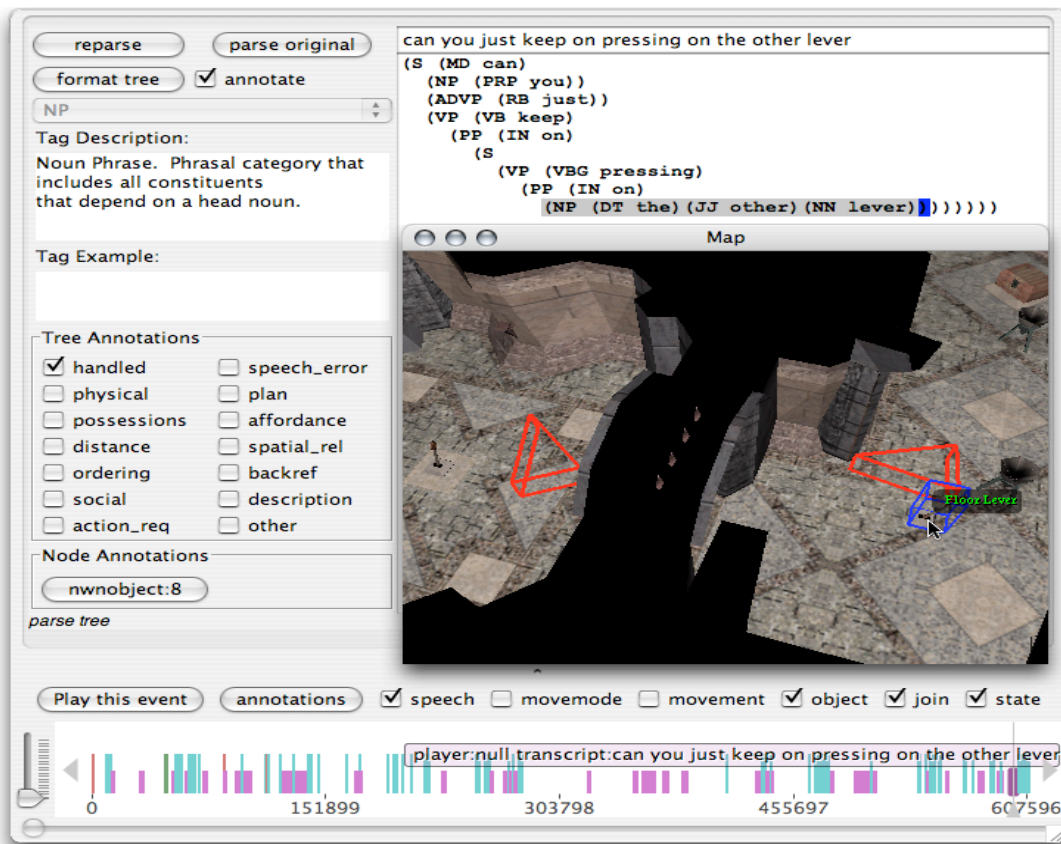 reparse parse original
format tree annotate
NP
Tag Description:
Noun Phrase. Phrasal category that
includes all constituents
that depend on a head noun.
Tag Example:
Tree Annotations
handled speech_error
physical plan
possessions affordance
distance spatial_rel
ordering backref
social description
action_req other
Node Annotations
nwnobject:8
parse tree
can you just keep on pressing on the other lever
(S (MD can)
(NP (PRP you))
(ADVP (RB just))
(VP (VB keep)
(PP (IN on)
(S
(VP (VBG pressing)
(PP (IN on)
(NP (DT the)(JJ other)(NN lever))))))))
Map
Floor Lever
Play this event annotations speech movemode movement object join state
player:null transcript:can you just keep on pressing on the other lever
0 151899 303798 455697 607596